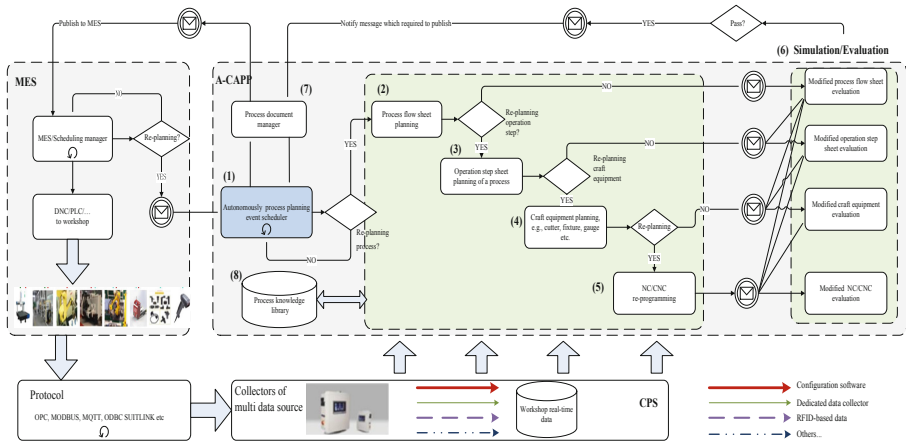 Publish to MES
Notify message which required to publish
YES
Pass?
(6) Simulation/Evaluation
MES
A-CAPP
NO
MES/Scheduling manager
Re-planning?
YES
DNC/PLC/…
to workshop
(7)
Process document
manager
(1)
Autonomously process planning
event scheduler
YES
Re-planning
process?
NO
(8)
Process knowledge
library
(2)
Process flow sheet
planning
NO
Re-planning
operation
step?
YES
(3)
Operation step sheet
planning of a process
NO
Re-planning
craft
equipment
YES
(4)
Craft equipment planning,
e.g., cutter, fixture, gauge
etc.
Re-planning
NO
YES
(5)
NC/CNC
re-programming
Modified process flow sheet
evaluation
Modified operation step
sheet evaluation
Modified craft equipment
evaluation
Modified NC/CNC
evaluation
Protocol
OPC, MODBUS, MQTT, ODBC SUITLINK etc
Collectors of
multi data source
Workshop real-time
data
CPS
Configuration software
Dedicated data collector
RFID-based data
Others...